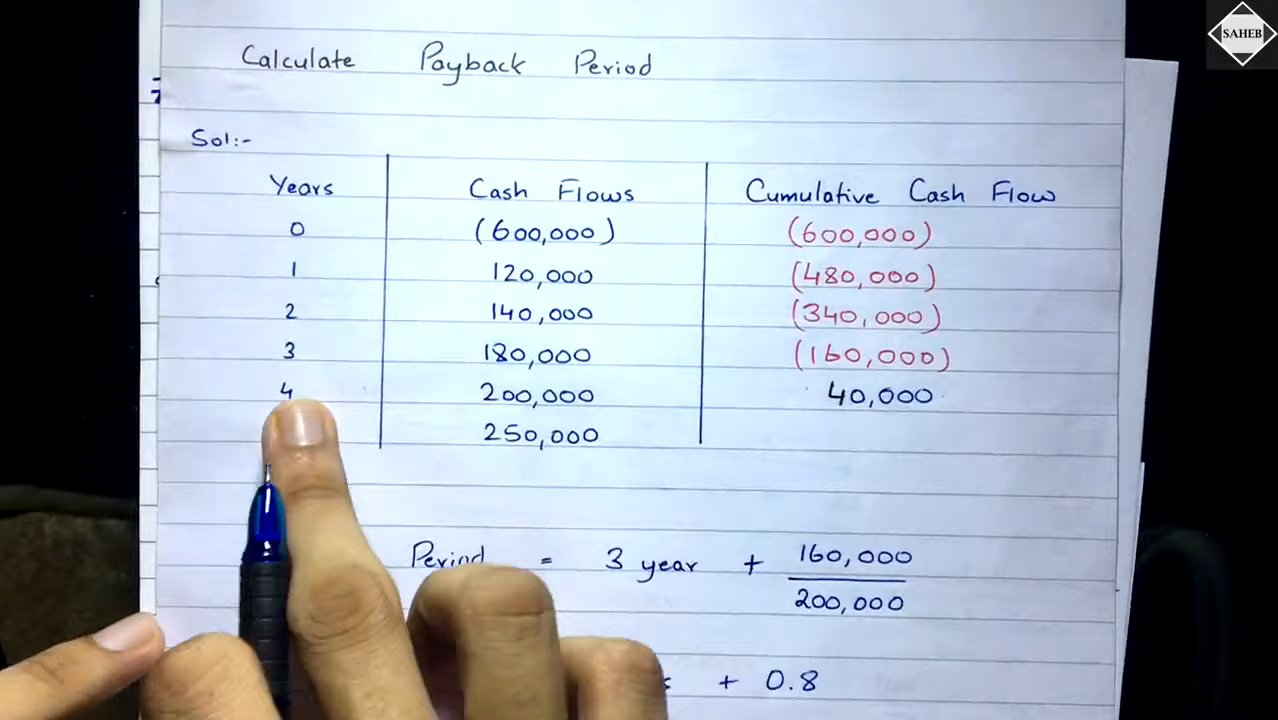 SAHEB
Calculate Payback Period
Sol:-
Years Cash Flows Cumulative Cash Flow
0 (600,000) (600,000)
1 120,000 (480,000)
2 140,000 (340,000)
3 180,000 (160,000)
4 200,000 40,000
250,000
Period = 3 year + 160,000
200,000
+ 0.8